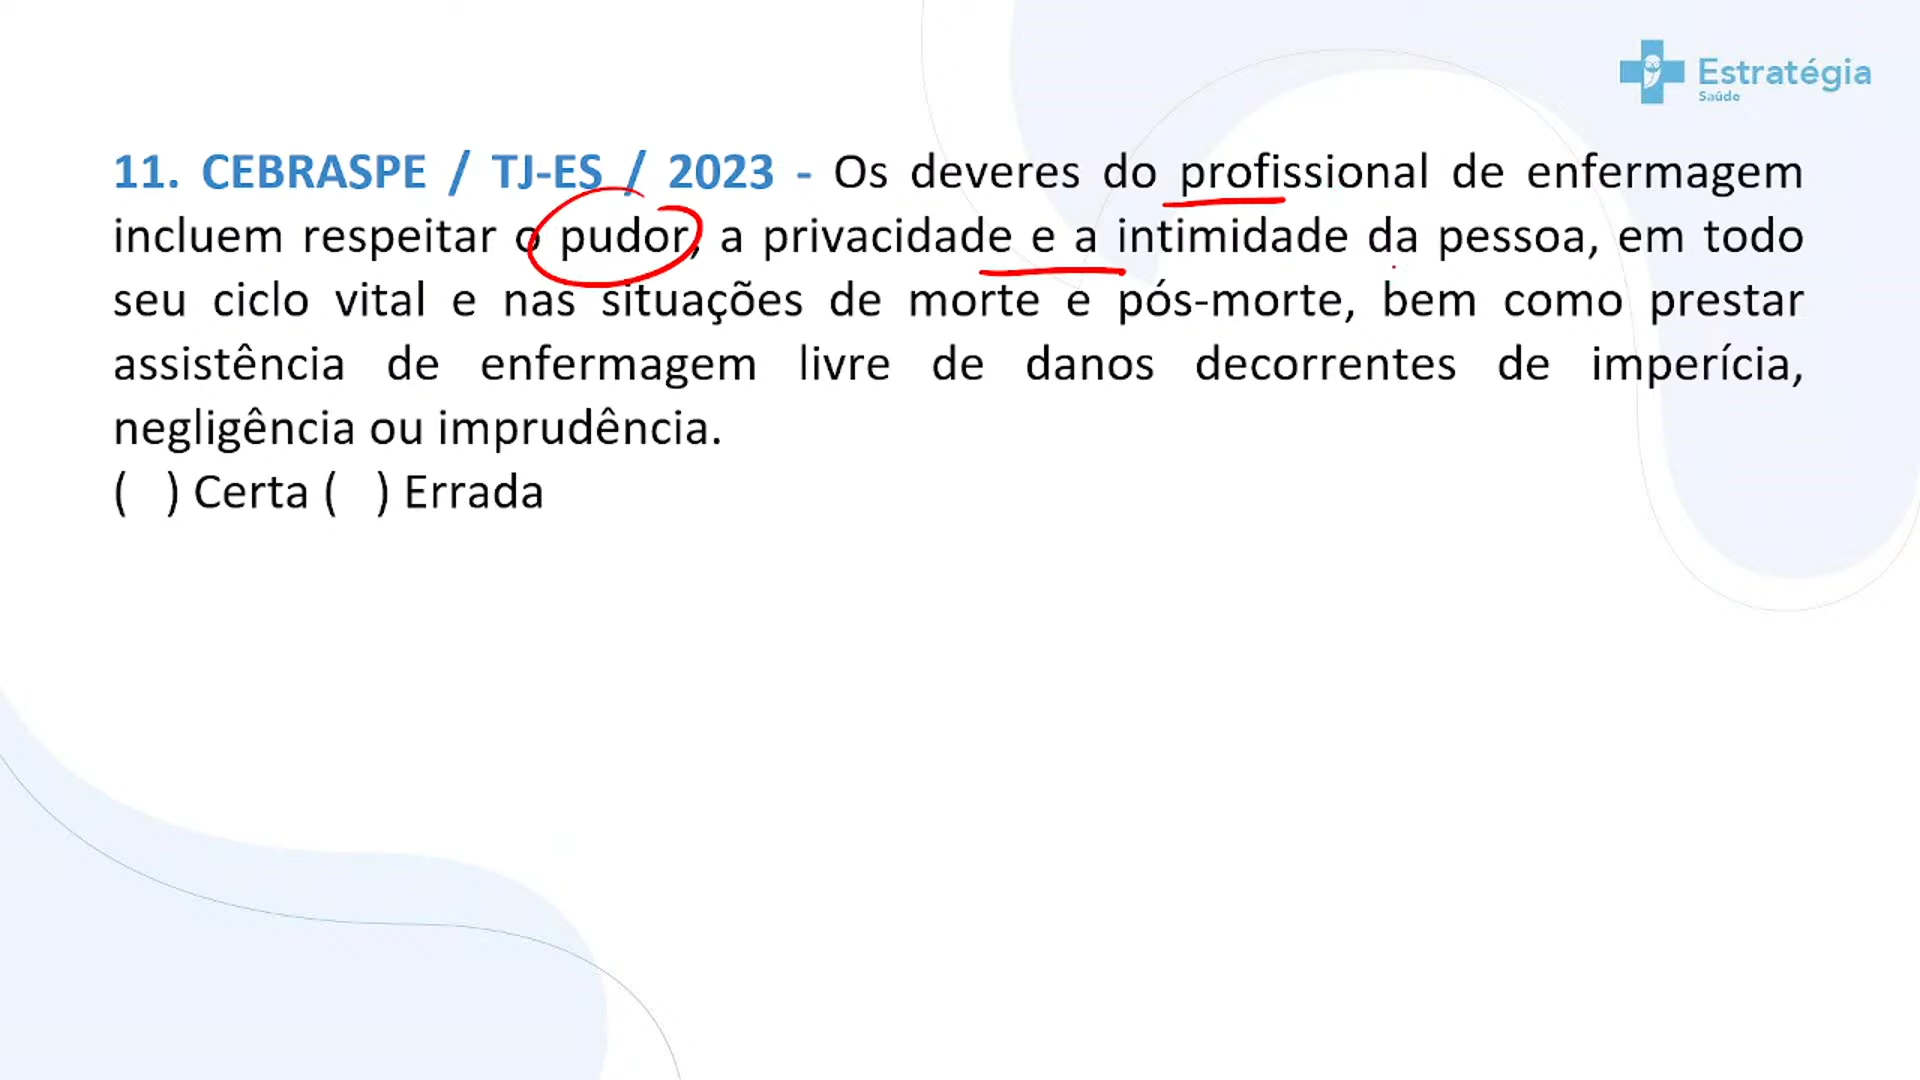 Estratégia
Saúde
11. CEBRASPE / TJ-ES / 2023 - Os deveres do profissional de enfermagem
incluem respeitar o pudor, a privacidade e a intimidade da pessoa, em todo
seu ciclo vital e nas situações de morte e pós-morte, bem como prestar
assistência de enfermagem livre de danos decorrentes de imperícia,
negligência ou imprudência.
( ) Certa ( ) Errada